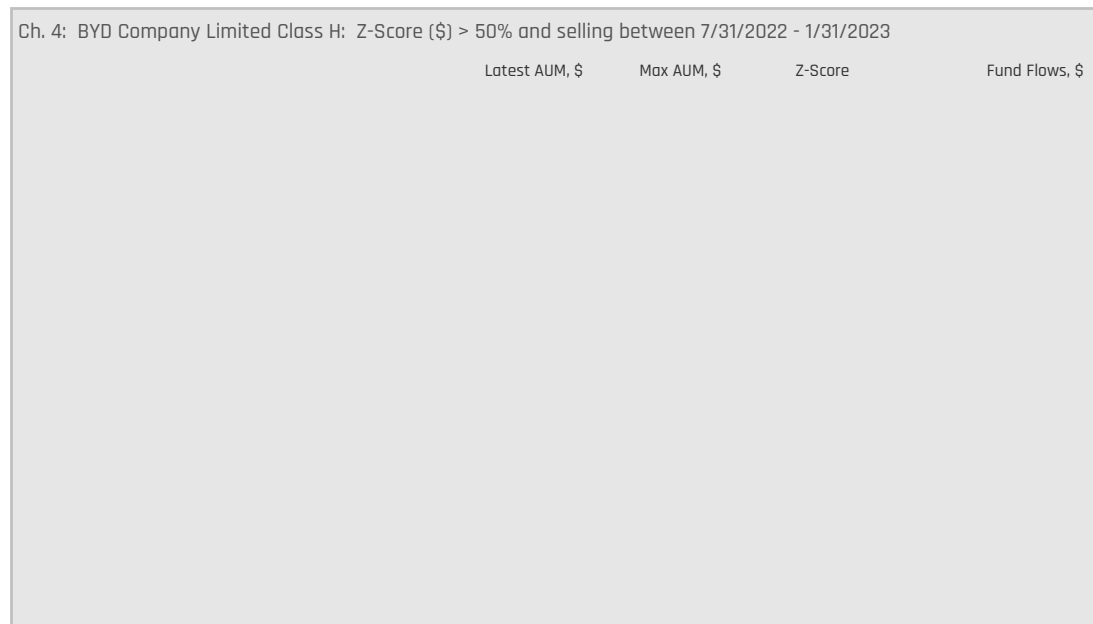 Ch. 4: BYD Company Limited Class H: Z-Score ($) > 50% and selling between 7/31/2022 - 1/31/2023
Latest AUM, $ Max AUM, $ Z-Score Fund Flows, $